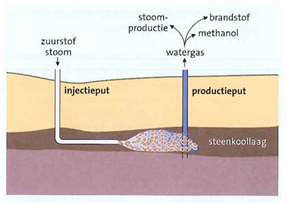 stoom-
productie
brandstof
methanol
zuurstof
stoom
watergas
injectieput
productieput
steenkoollaag